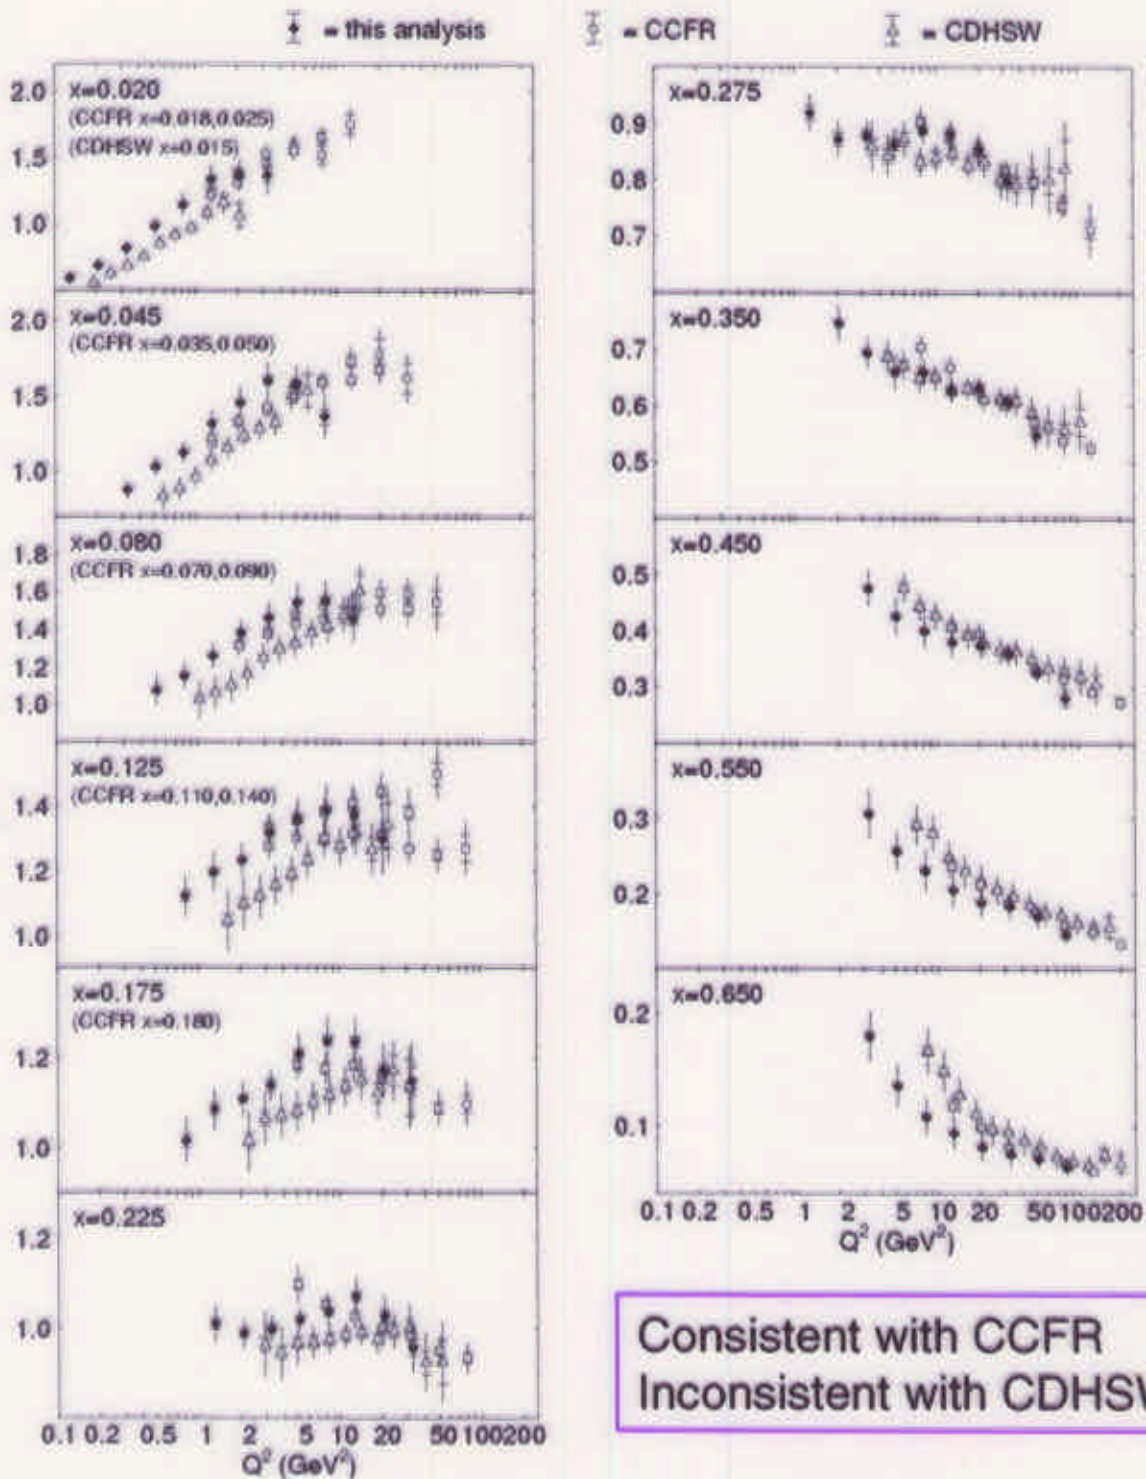 = this analysis
= CCFR
= CDHSW
x=0.020
(CCFR x=0.018,0.025)
(CDHSW x=0.015)
2.0
1.5
1.0
x=0.045
(CCFR x=0.035,0.050)
2.0
1.5
1.0
x=0.080
(CCFR x=0.070,0.090)
1.8
1.6
1.4
1.2
1.0
x=0.125
(CCFR x=0.110,0.140)
1.4
1.2
1.0
x=0.175
(CCFR x=0.180)
1.2
1.0
x=0.225
1.2
1.0
0.1 0.2 0.5 1 2 5 10 20 50 100 200
Q² (GeV²)
x=0.275
0.9
0.8
0.7
x=0.350
0.7
0.6
0.5
x=0.450
0.5
0.4
0.3
x=0.550
0.3
0.2
x=0.650
0.2
0.1
0.1 0.2 0.5 1 2 5 10 20 50 100 200
Q² (GeV²)
Consistent with CCFR
Inconsistent with CDHSW